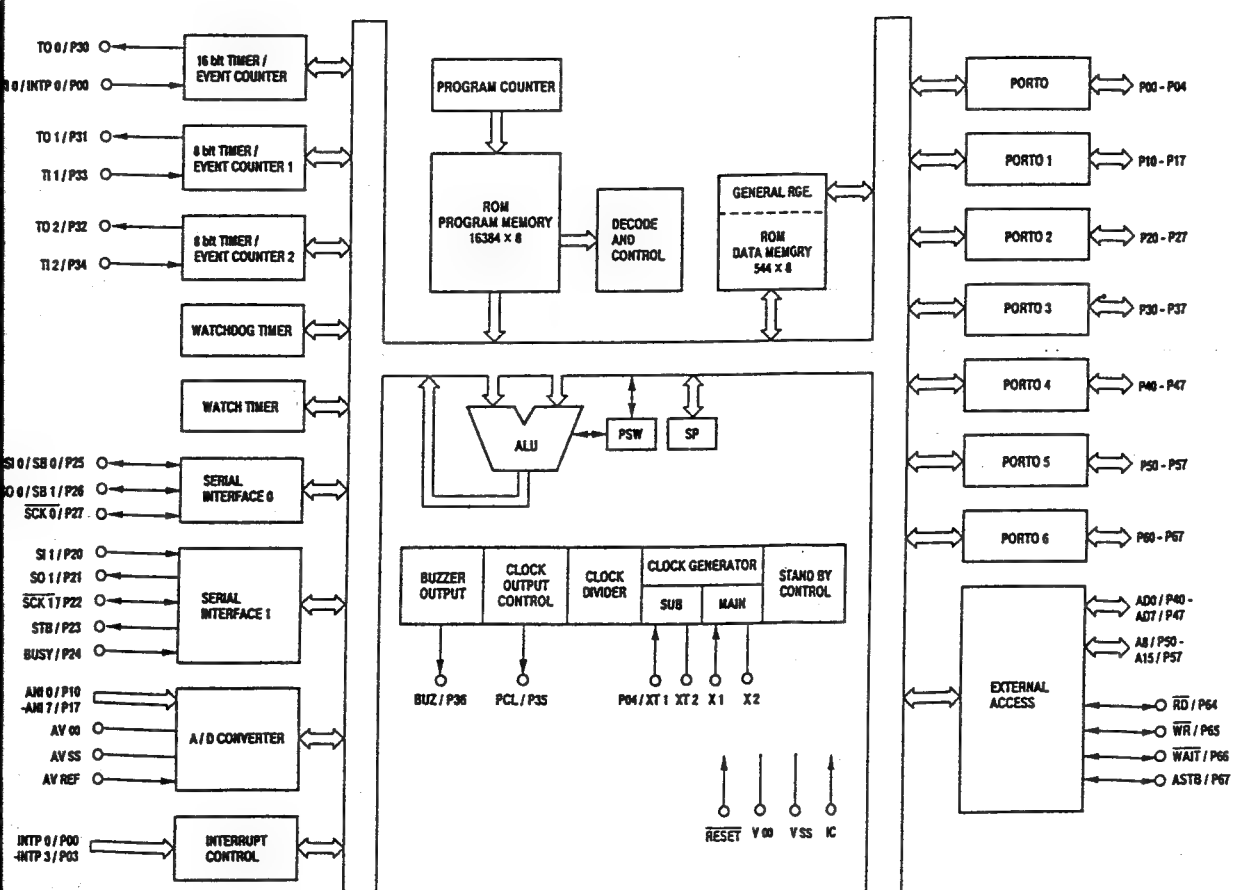 TO 0 / P30
0 / INTP 0 / P00
16 bit TIMER /
EVENT COUNTER
TO 1 / P31
TI 1 / P33
8 bit TIMER /
EVENT COUNTER 1
TO 2 / P32
TI 2 / P34
8 bit TIMER /
EVENT COUNTER 2
WATCHDOG TIMER
WATCH TIMER
SI 0 / SB 0 / P25
O 0 / SB 1 / P26
SCK 0 / P27
SERIAL
INTERFACE 0
SI 1 / P20
SO 1 / P21
SCK 1 / P22
STB / P23
BUSY / P24
SERIAL
INTERFACE 1
ANI 0 / P10
-ANI 7 / P17
AV 00
AV SS
AV REF
A / D CONVERTER
INTP 0 / P00
-INTP 3 / P03
INTERRUPT
CONTROL
PROGRAM COUNTER
ROM
PROGRAM MEMORY
16384 × 8
DECODE
AND
CONTROL
GENERAL RGE.
ROM
DATA MEMGRY
544 × 8
ALU
PSW
SP
BUZZER
OUTPUT
CLOCK
OUTPUT
CONTROL
CLOCK
DIVIDER
CLOCK GENERATOR
SUB
MAIN
STAND BY
CONTROL
BUZ / P36
PCL / P35
P04 / XT 1
XT 2
X 1
X 2
RESET
V 00
V SS
IC
PORTO
P00 - P04
PORTO 1
P10 - P17
PORTO 2
P20 - P27
PORTO 3
P30 - P37
PORTO 4
P40 - P47
PORTO 5
P50 - P57
PORTO 6
P60 - P67
EXTERNAL
ACCESS
AD0 / P40 -
AD7 / P47
A8 / P50 -
A15 / P57
RD / P64
WR / P65
WAIT / P66
ASTB / P67